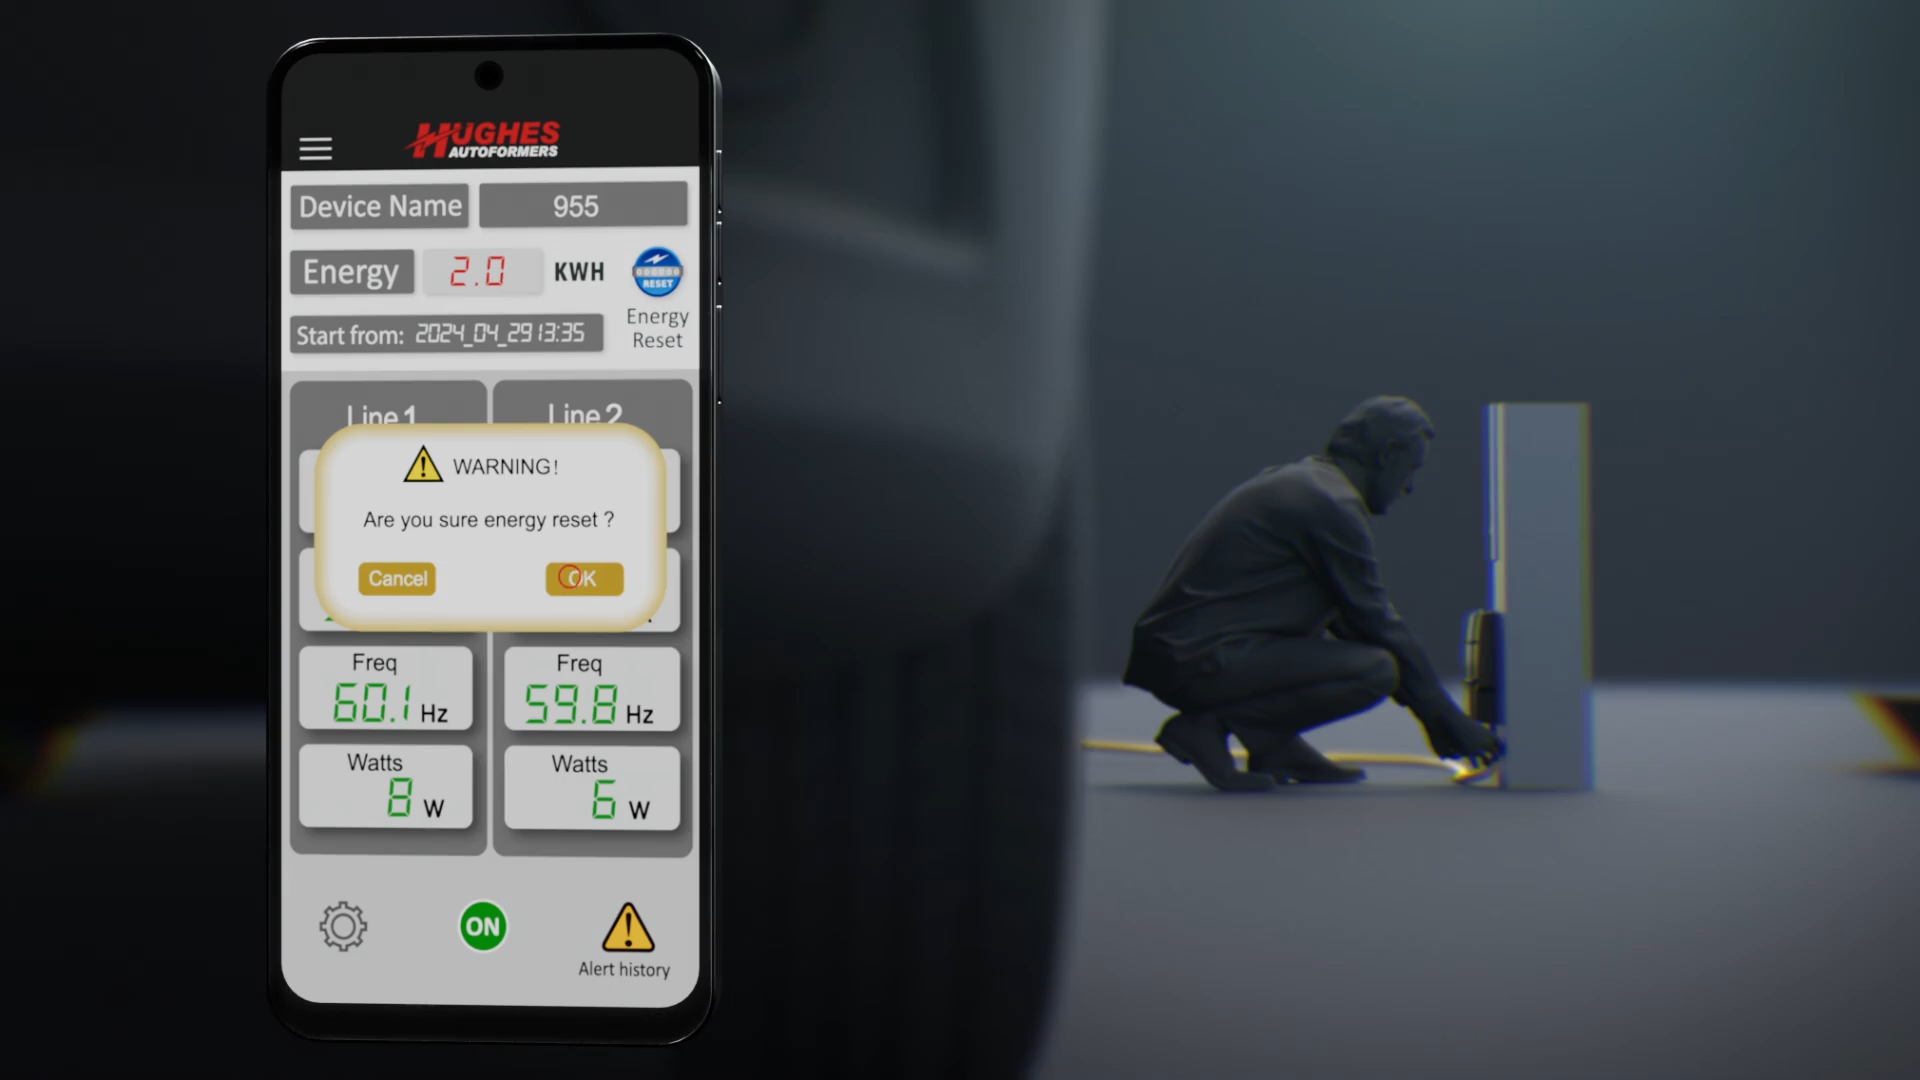 HUGHES
AUTOFORMERS
Device Name 955
Energy 2.0 KWH
RESET
Energy
Reset
Start from: 2024_04_29 13:35
Line 1 Line 2
WARNING!
Are you sure energy reset ?
Cancel OK
Freq Freq
60.1 Hz 59.8 Hz
Watts Watts
8 W 6 W
ON
Alert history